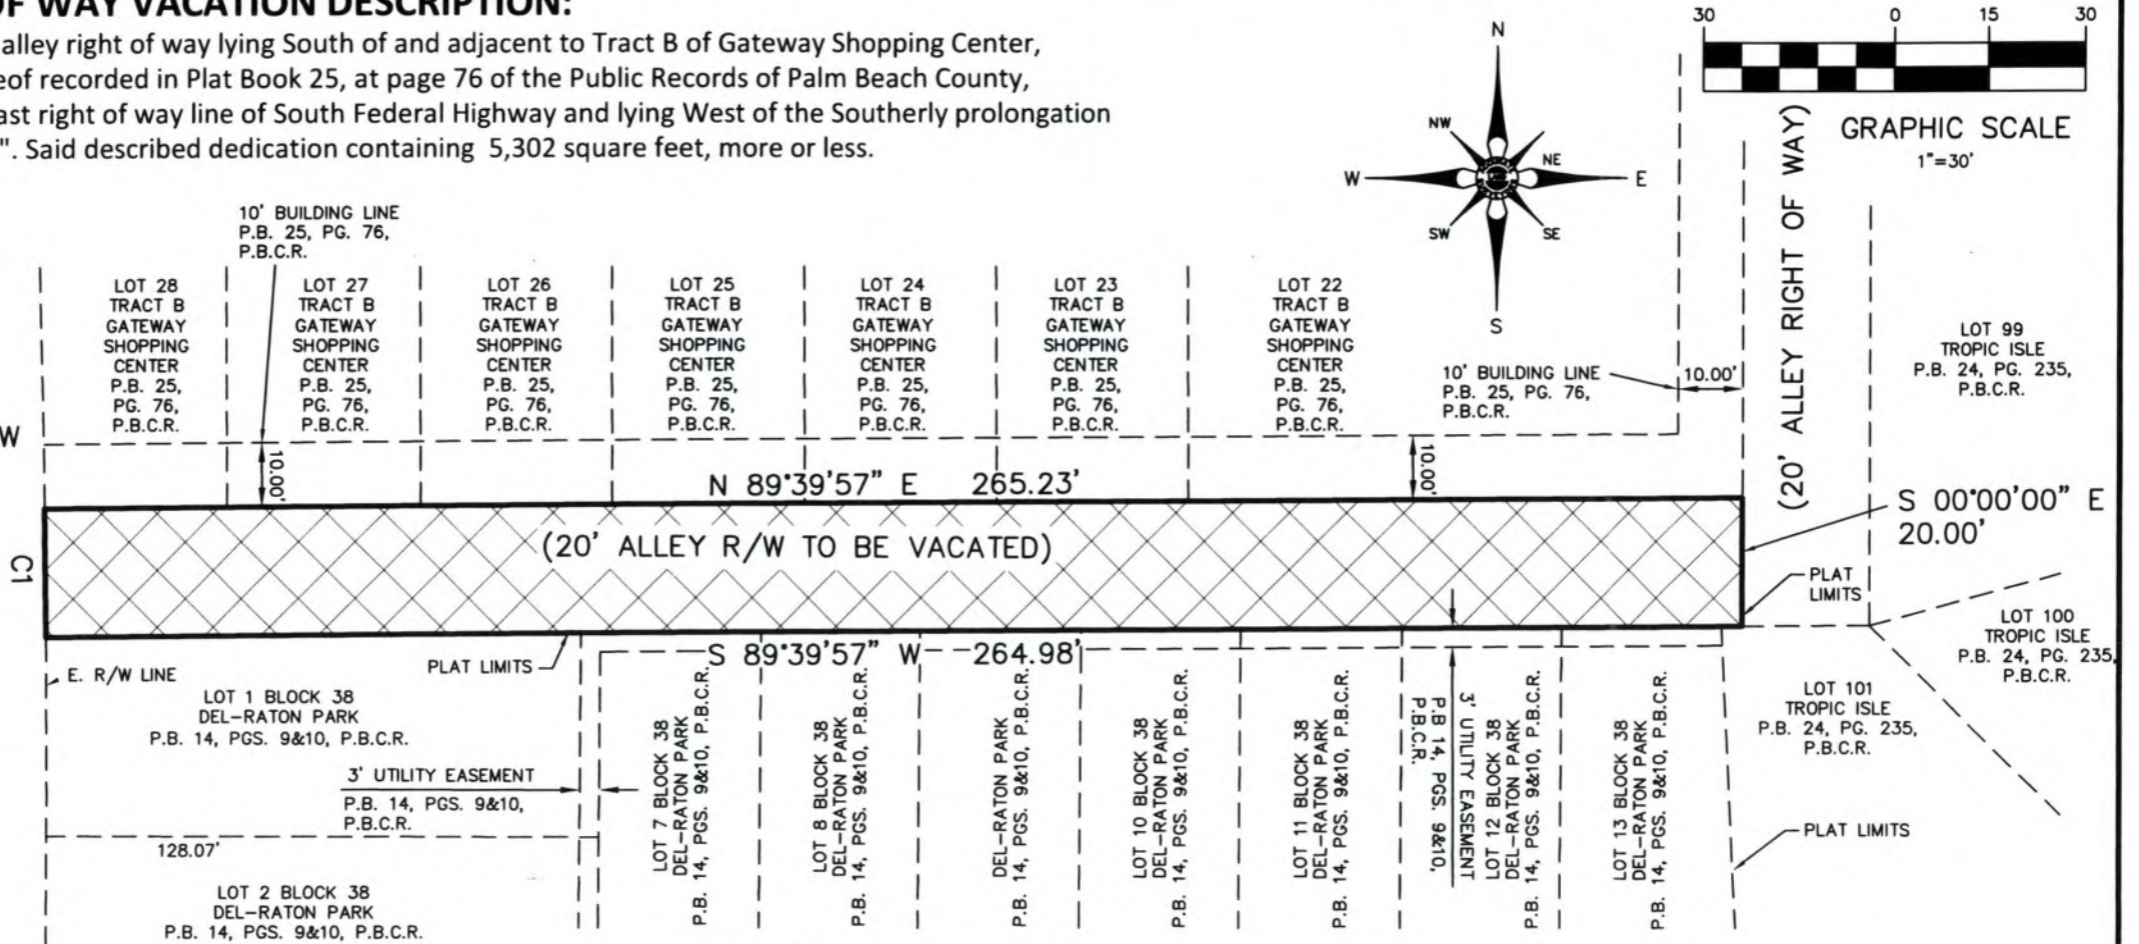 OF WAY VACATION DESCRIPTION:
alley right of way lying South of and adjacent to Tract B of Gateway Shopping Center,
eof recorded in Plat Book 25, at page 76 of the Public Records of Palm Beach County,
ast right of way line of South Federal Highway and lying West of the Southerly prolongation
". Said described dedication containing 5,302 square feet, more or less.
30 0 15 30
GRAPHIC SCALE
1"=30'
N
NW
NE
W
E
SW
SE
S
(20' ALLEY RIGHT OF WAY)
10' BUILDING LINE
P.B. 25, PG. 76,
P.B.C.R.
LOT 28
TRACT B
GATEWAY
SHOPPING
CENTER
P.B. 25,
PG. 76,
P.B.C.R.
LOT 27
TRACT B
GATEWAY
SHOPPING
CENTER
P.B. 25,
PG. 76,
P.B.C.R.
LOT 26
TRACT B
GATEWAY
SHOPPING
CENTER
P.B. 25,
PG. 76,
P.B.C.R.
LOT 25
TRACT B
GATEWAY
SHOPPING
CENTER
P.B. 25,
PG. 76,
P.B.C.R.
LOT 24
TRACT B
GATEWAY
SHOPPING
CENTER
P.B. 25,
PG. 76,
P.B.C.R.
LOT 23
TRACT B
GATEWAY
SHOPPING
CENTER
P.B. 25,
PG. 76,
P.B.C.R.
LOT 22
TRACT B
GATEWAY
SHOPPING
CENTER
P.B. 25,
PG. 76,
P.B.C.R.
10' BUILDING LINE
P.B. 25, PG. 76,
P.B.C.R.
10.00'
LOT 99
TROPIC ISLE
P.B. 24, PG. 235,
P.B.C.R.
W
10.00'
N 89°39'57" E 265.23'
10.00'
S 00°00'00" E
20.00'
(20' ALLEY R/W TO BE VACATED)
C1
PLAT
LIMITS
LOT 100
TROPIC ISLE
P.B. 24, PG. 235,
P.B.C.R.
S 89°39'57" W 264.98'
E. R/W LINE
PLAT LIMITS
LOT 1 BLOCK 38
DEL-RATON PARK
P.B. 14, PGS. 9&10, P.B.C.R.
3' UTILITY EASEMENT
P.B. 14, PGS. 9&10,
P.B.C.R.
128.07'
LOT 2 BLOCK 38
DEL-RATON PARK
P.B. 14, PGS. 9&10, P.B.C.R.
LOT 7 BLOCK 38
DEL-RATON PARK
P.B. 14, PGS. 9&10, P.B.C.R.
LOT 8 BLOCK 38
DEL-RATON PARK
P.B. 14, PGS. 9&10, P.B.C.R.
DEL-RATON PARK
P.B. 14, PGS. 9&10, P.B.C.R.
LOT 10 BLOCK 38
DEL-RATON PARK
P.B. 14, PGS. 9&10, P.B.C.R.
LOT 11 BLOCK 38
DEL-RATON PARK
P.B. 14, PGS. 9&10, P.B.C.R.
3' UTILITY EASEMENT
P.B 14, PGS. 9&10,
P.B.C.R.
LOT 12 BLOCK 38
DEL-RATON PARK
P.B. 14, PGS. 9&10, P.B.C.R.
LOT 13 BLOCK 38
DEL-RATON PARK
P.B. 14, PGS. 9&10, P.B.C.R.
LOT 101
TROPIC ISLE
P.B. 24, PG. 235,
P.B.C.R.
PLAT LIMITS